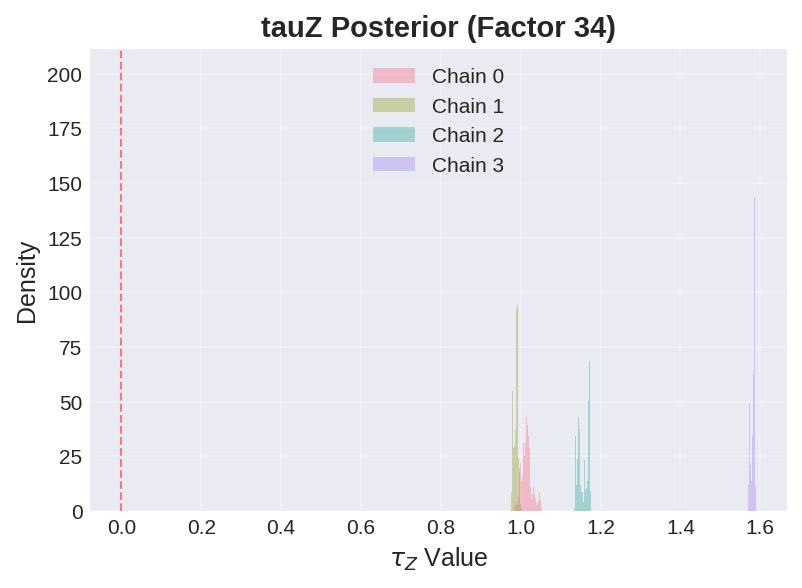 tauZ Posterior (Factor 34)
Chain 0
Chain 1
Chain 2
Chain 3
200
175
150
125
100
75
50
25
0
Density
0.0 0.2 0.4 0.6 0.8 1.0 1.2 1.4 1.6
τ_Z Value